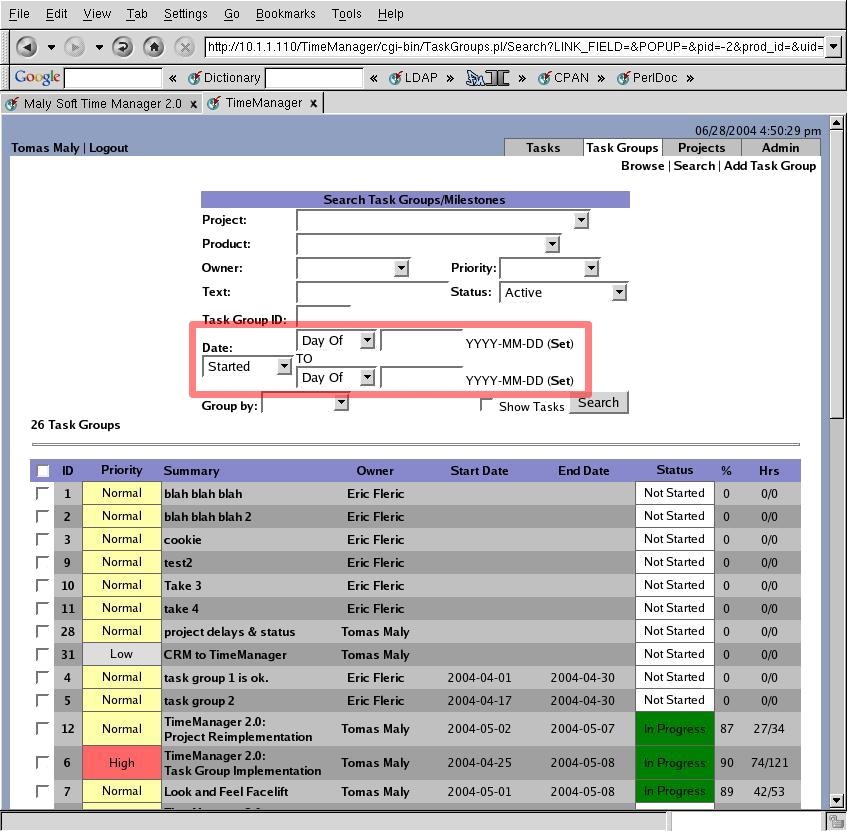 File Edit View Tab Settings Go Bookmarks Tools Help
http://10.1.1.110/TimeManager/cgi-bin/TaskGroups.pl/Search?LINK_FIELD=&POPUP=&pid=-2&prod_id=&uid=
Google « Dictionary « LDAP » » CPAN » PerlDoc »
Maly Soft Time Manager 2.0 x TimeManager x
06/28/2004 4:50:29 pm
Tomas Maly | Logout Tasks Task Groups Projects Admin
Browse | Search | Add Task Group
Search Task Groups/Milestones
Project:
Product:
Owner: Priority:
Text: Status: Active
Task Group ID:
Date: Day Of YYYY-MM-DD (Set)
Started TO
Day Of YYYY-MM-DD (Set)
Group by: Show Tasks Search
26 Task Groups
ID Priority Summary Owner Start Date End Date Status % Hrs
1 Normal blah blah blah Eric Fleric Not Started 0 0/0
2 Normal blah blah blah 2 Eric Fleric Not Started 0 0/0
3 Normal cookie Eric Fleric Not Started 0 0/0
9 Normal test2 Eric Fleric Not Started 0 0/0
10 Normal Take 3 Eric Fleric Not Started 0 0/0
11 Normal take 4 Eric Fleric Not Started 0 0/0
28 Normal project delays & status Tomas Maly Not Started 0 0/0
31 Low CRM to TimeManager Tomas Maly Not Started 0 0/0
4 Normal task group 1 is ok. Eric Fleric 2004-04-01 2004-04-30 Not Started 0 0/0
5 Normal task group 2 Eric Fleric 2004-04-17 2004-04-30 Not Started 0 0/0
12 Normal TimeManager 2.0: Project Reimplementation Tomas Maly 2004-05-02 2004-05-07 In Progress 87 27/34
6 High TimeManager 2.0: Task Group Implementation Tomas Maly 2004-04-25 2004-05-08 In Progress 90 74/121
7 Normal Look and Feel Facelift Tomas Maly 2004-05-01 2004-05-08 In Progress 89 42/53